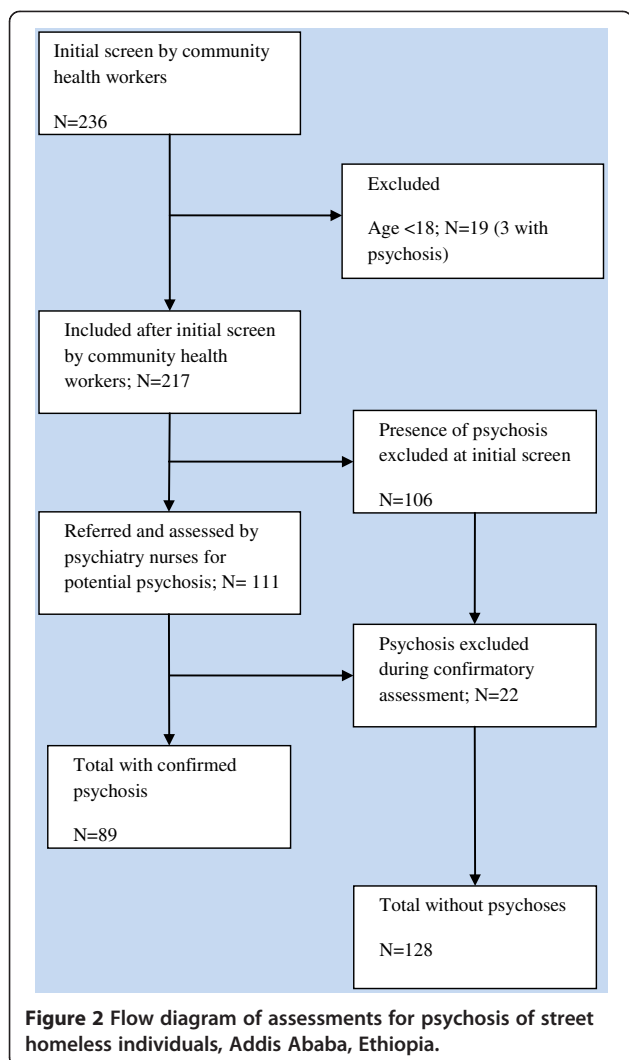 Initial screen by community
health workers
N=236
Excluded
Age <18; N=19 (3 with
psychosis)
Included after initial screen
by community health
workers; N=217
Presence of psychosis
excluded at initial screen
N=106
Referred and assessed by
psychiatry nurses for
potential psychosis; N= 111
Psychosis excluded
during confirmatory
assessment; N=22
Total with confirmed
psychosis
N=89
Total without psychoses
N=128
Figure 2 Flow diagram of assessments for psychosis of street
homeless individuals, Addis Ababa, Ethiopia.